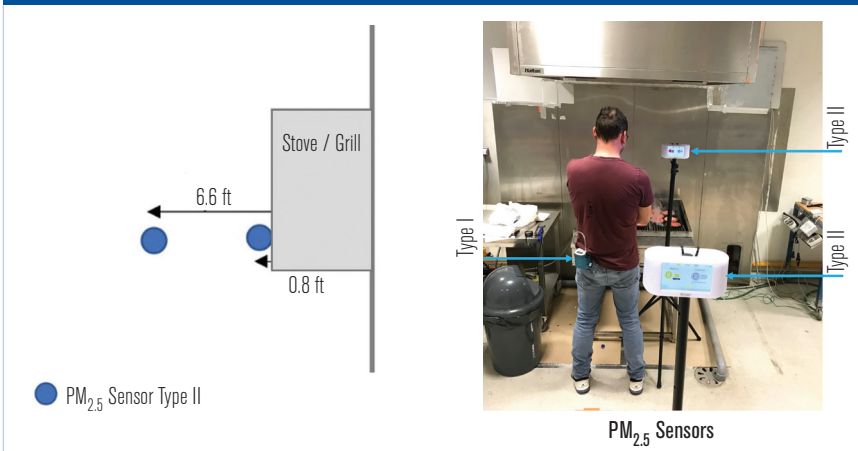 Stove / Grill
6.6 ft
0.8 ft
PM2.5 Sensor Type II
Type I
Type II
Type II
PM2.5 Sensors